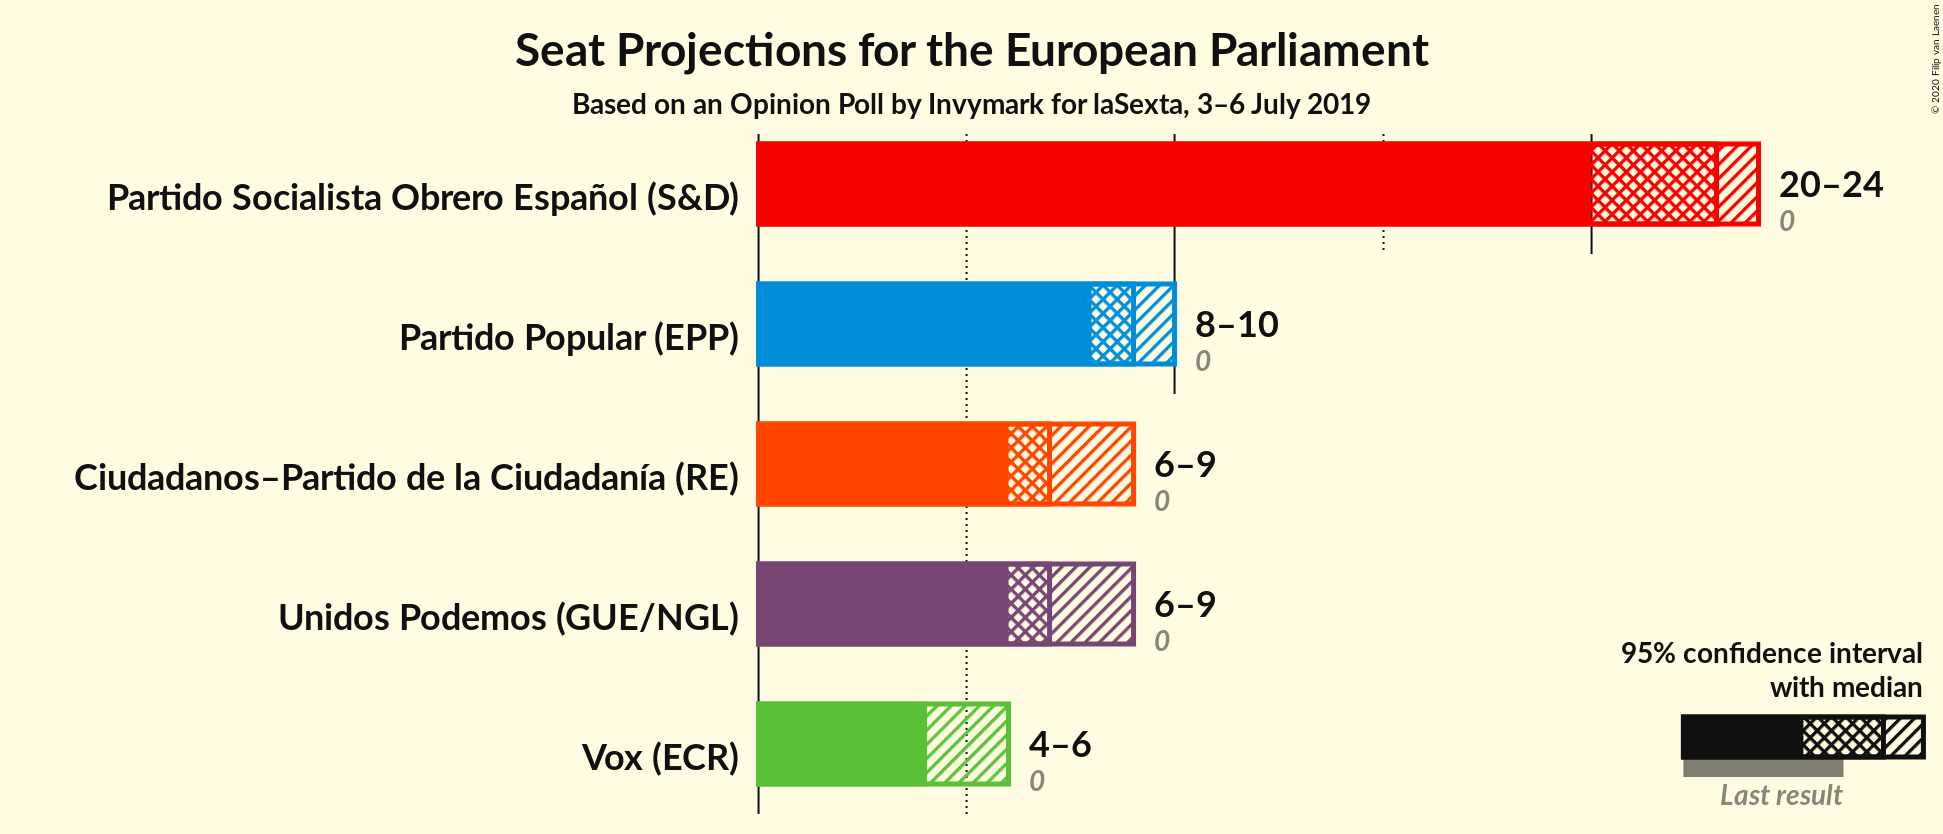 Seat Projections for the European Parliament
Based on an Opinion Poll by Invymark for laSexta, 3–6 July 2019
© 2020 Filip van Laenen
Partido Socialista Obrero Español (S&D)
20–24
0
Partido Popular (EPP)
8–10
0
Ciudadanos–Partido de la Ciudadanía (RE)
6–9
0
Unidos Podemos (GUE/NGL)
6–9
0
Vox (ECR)
4–6
0
95% confidence interval
with median
Last result